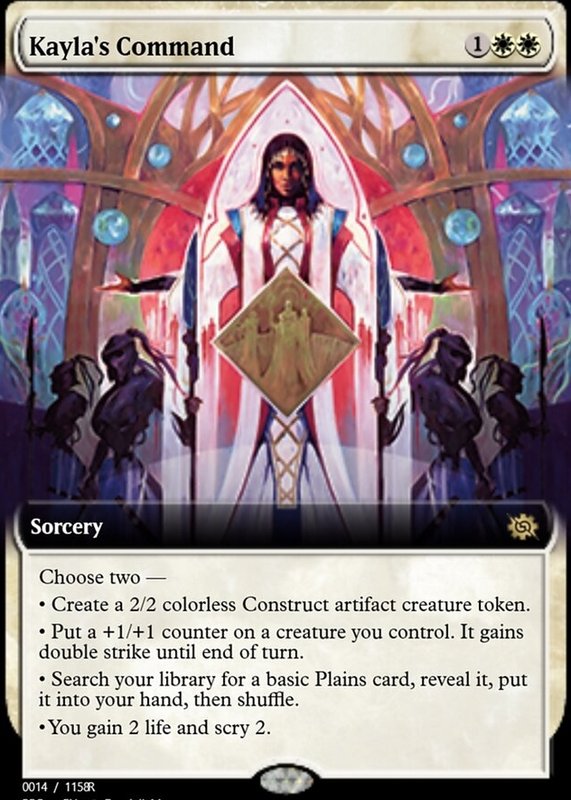 Kayla's Command
1
Sorcery
Choose two —
• Create a 2/2 colorless Construct artifact creature token.
• Put a +1/+1 counter on a creature you control. It gains
double strike until end of turn.
• Search your library for a basic Plains card, reveal it, put
it into your hand, then shuffle.
• You gain 2 life and scry 2.
0014 / 1158R